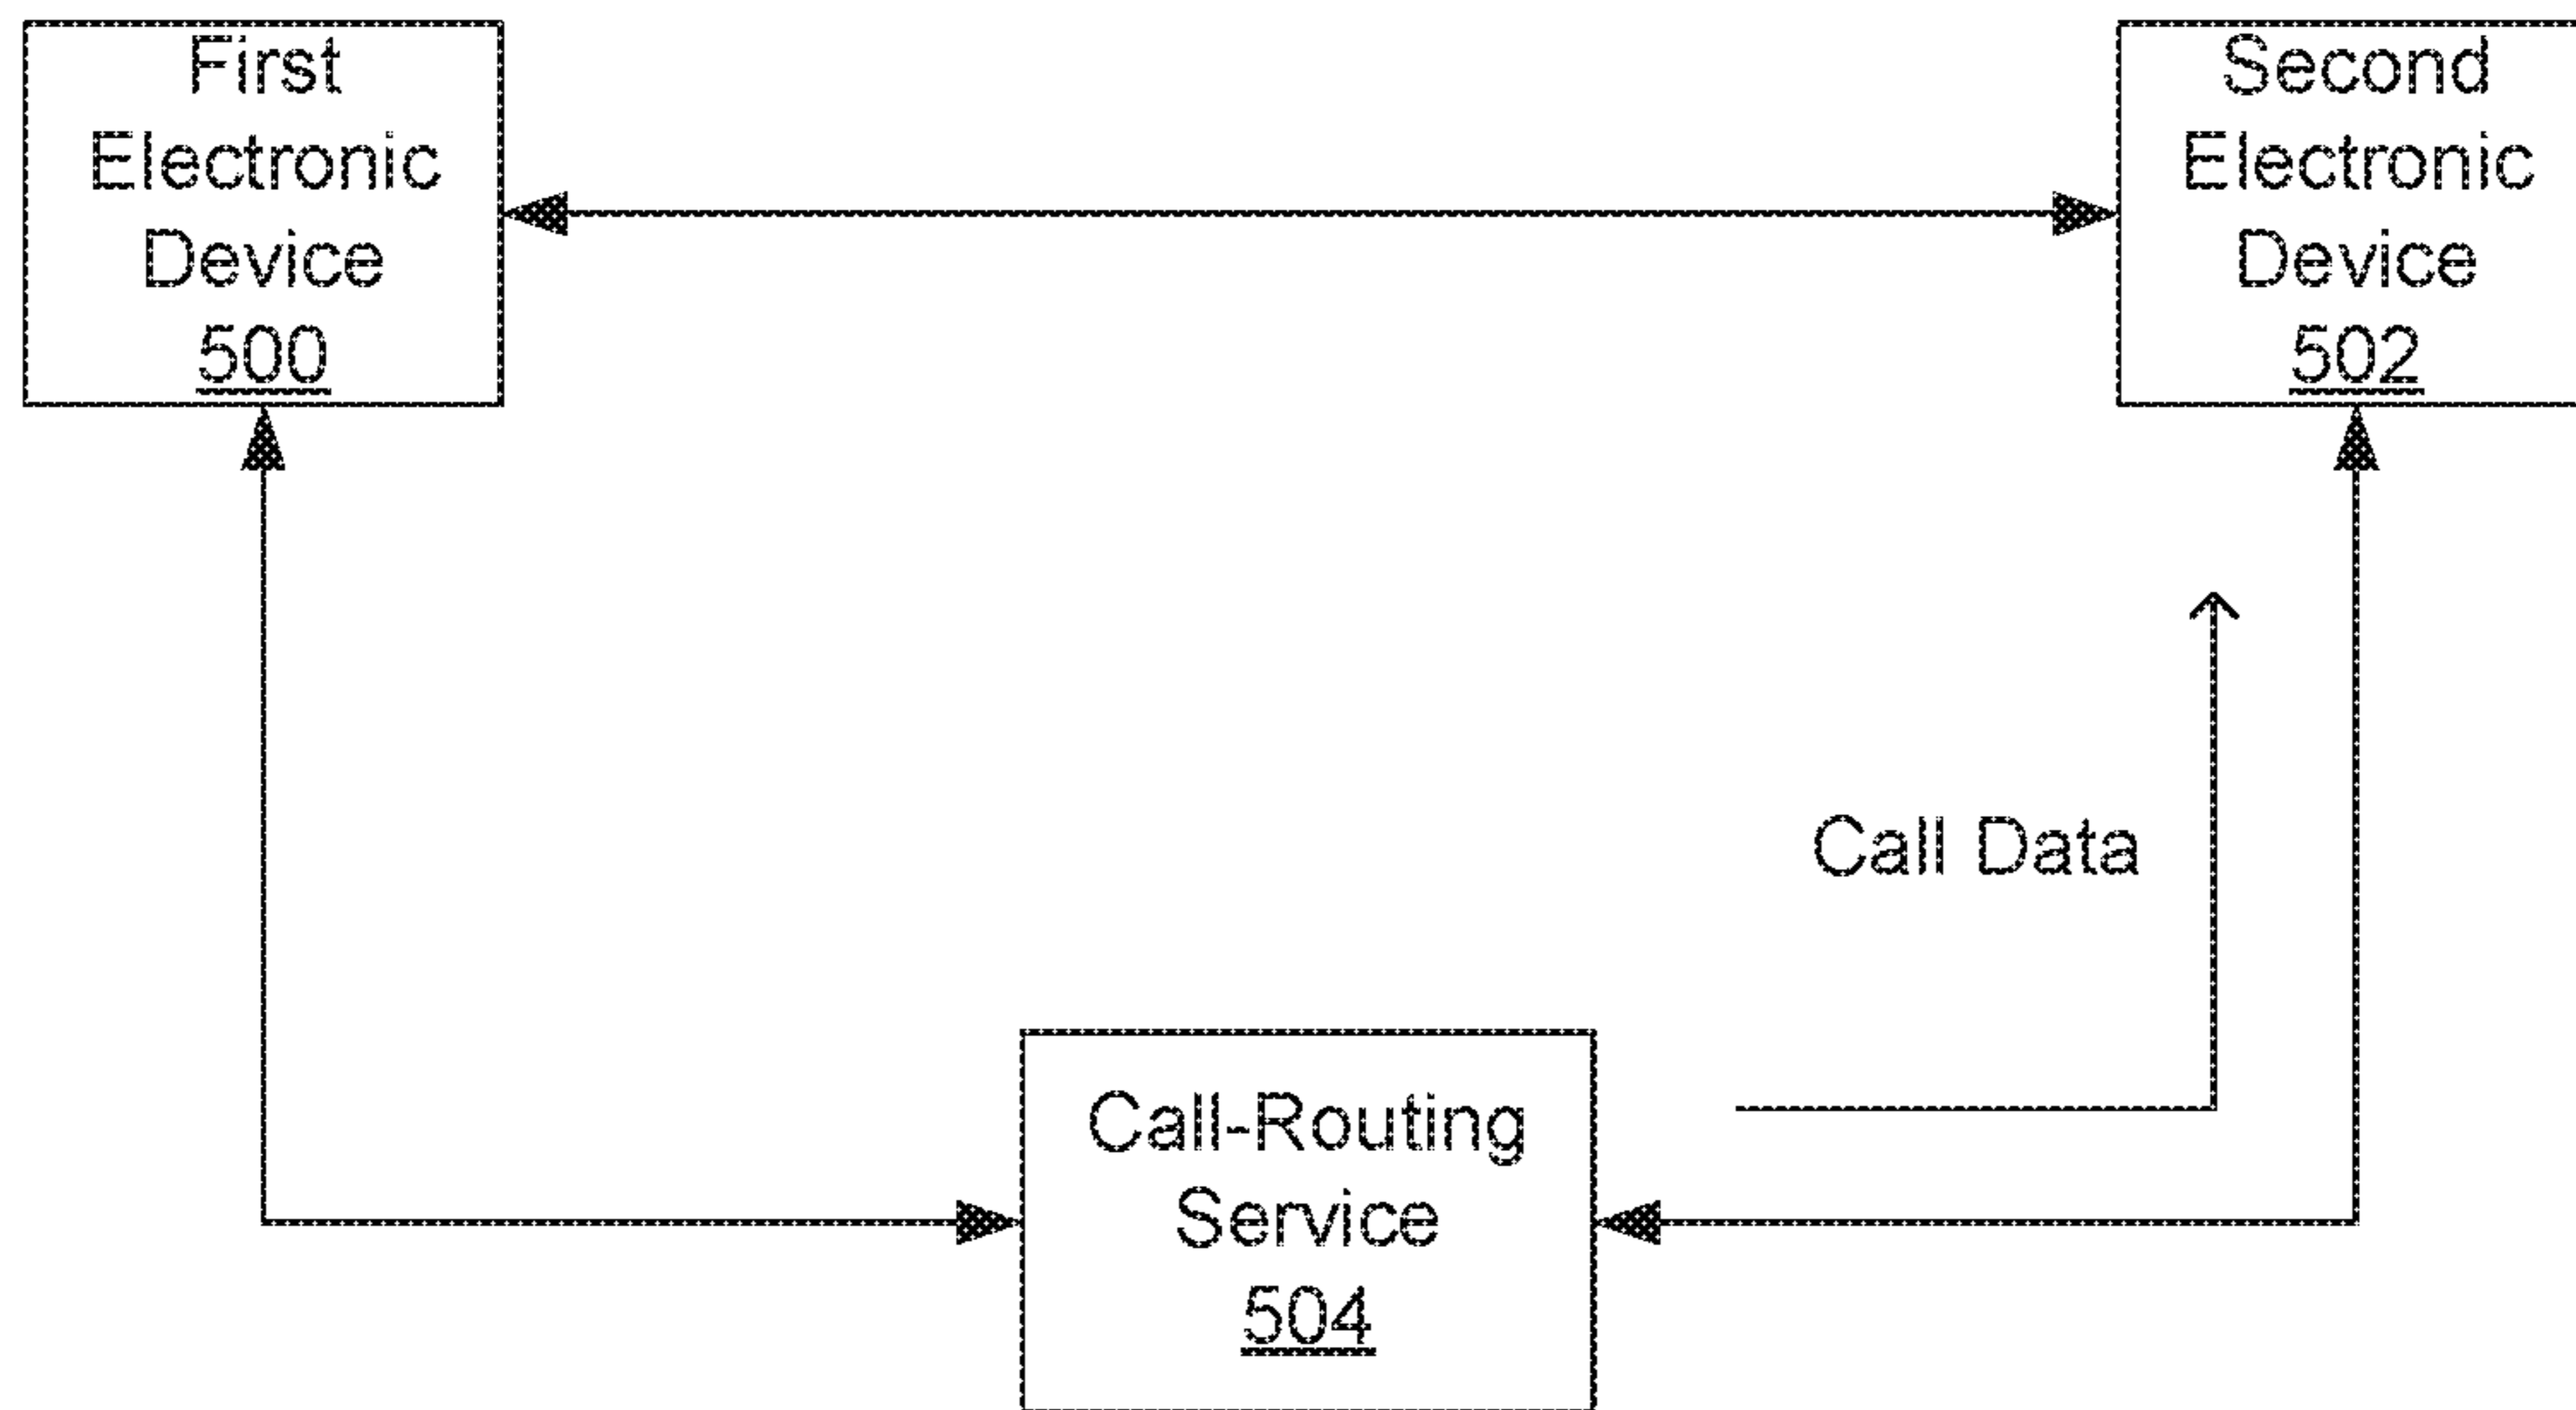 First
Electronic
Device
500
Second
Electronic
Device
502
Call Data
Call-Routing
Service
504